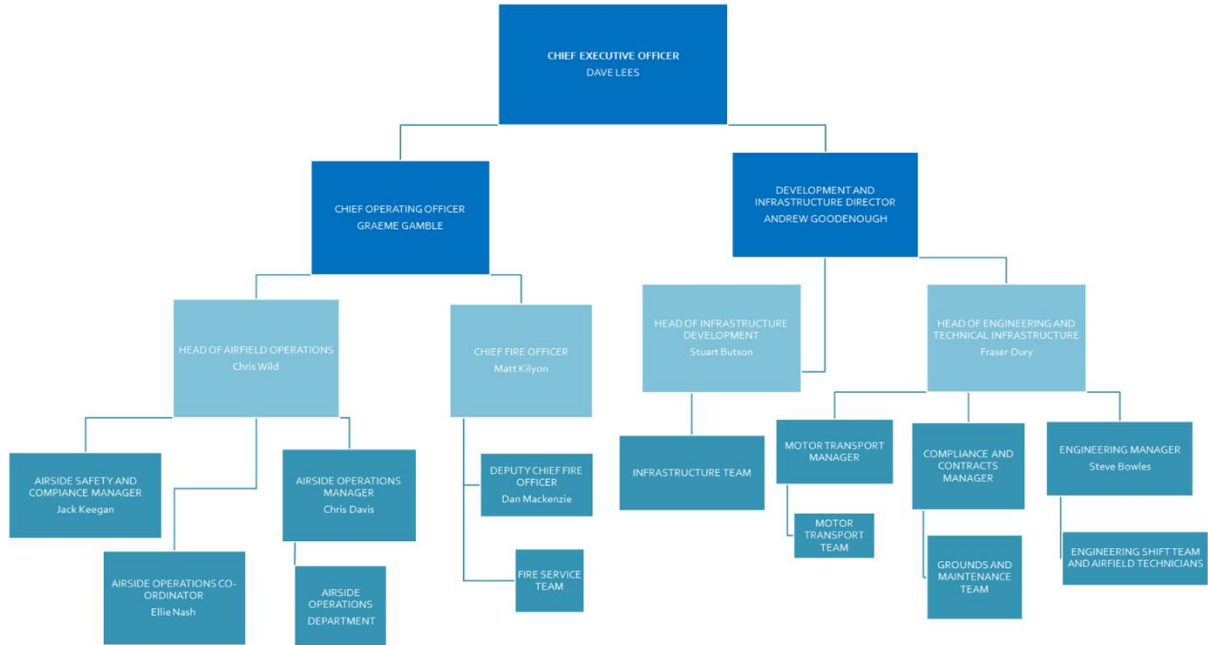 CHIEF EXECUTIVE OFFICER
DAVE LEES
CHIEF OPERATING OFFICER
GRAEME GAMBLE
DEVELOPMENT AND
INFRASTRUCTURE DIRECTOR
ANDREW GOODENOUGH
HEAD OF AIRFIELD OPERATIONS
Chris Wild
CHIEF FIRE OFFICER
Matt Kilyon
HEAD OF INFRASTRUCTURE
DEVELOPMENT
Stuart Butson
HEAD OF ENGINEERING AND
TECHNICAL INFRASTRUCTURE
Fraser Dury
AIRSIDE SAFETY AND
COMPIANCE MANAGER
Jack Keegan
AIRSIDE OPERATIONS
MANAGER
Chris Davis
DEPUTY CHIEF FIRE
OFFICER
Dan Mackenzie
INFRASTRUCTURE TEAM
MOTOR TRANSPORT
MANAGER
COMPLIANCE AND
CONTRACTS
MANAGER
ENGINEERING MANAGER
Steve Bowles
AIRSIDE OPERATIONS CO-
ORDINATOR
Ellie Nash
AIRSIDE
OPERATIONS
DEPARTMENT
FIRE SERVICE
TEAM
MOTOR
TRANSPORT
TEAM
GROUNDS AND
MAINTENANCE
TEAM
ENGINEERING SHIFT TEAM
AND AIRFIELD TECHNICIANS